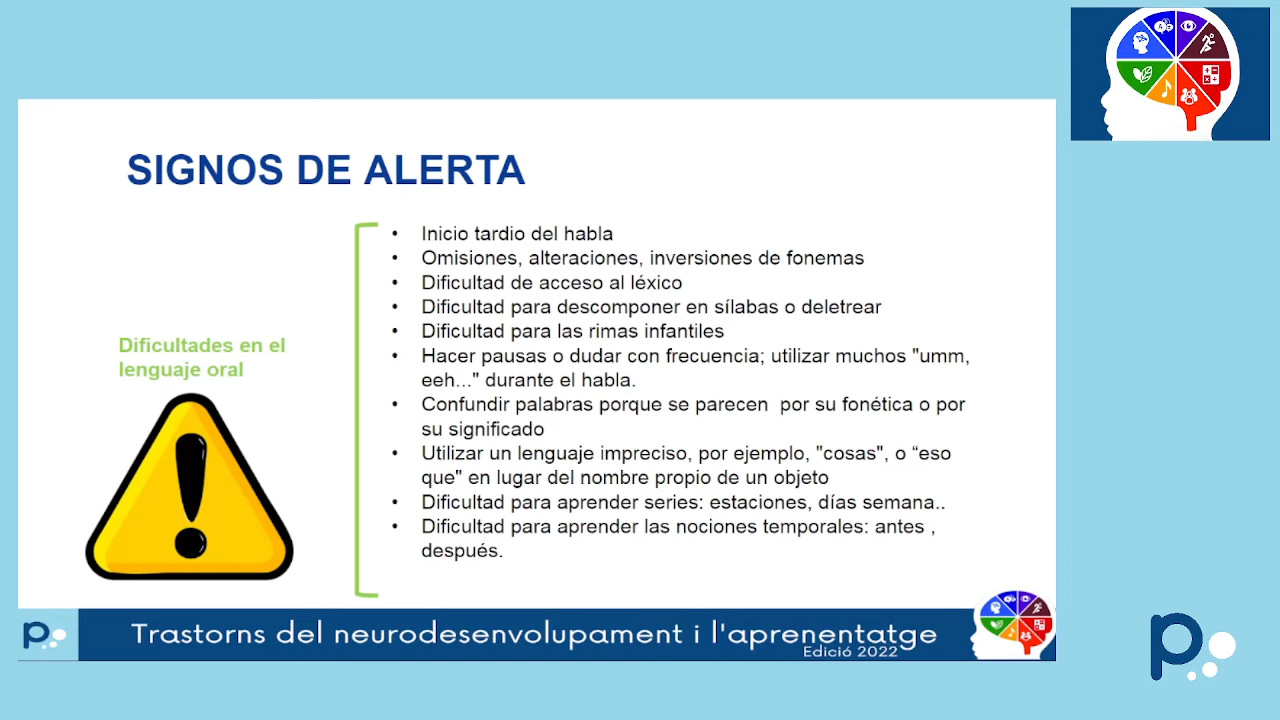 SIGNOS DE ALERTA
Dificultades en el
lenguaje oral
• Inicio tardio del habla
• Omisiones, alteraciones, inversiones de fonemas
• Dificultad de acceso al léxico
• Dificultad para descomponer en sílabas o deletrear
• Dificultad para las rimas infantiles
• Hacer pausas o dudar con frecuencia; utilizar muchos "umm,
eeh..." durante el habla.
• Confundir palabras porque se parecen  por su fonética o por
su significado
• Utilizar un lenguaje impreciso, por ejemplo, "cosas", o “eso
que" en lugar del nombre propio de un objeto
• Dificultad para aprender series: estaciones, días semana..
• Dificultad para aprender las nociones temporales: antes ,
después.
p
Trastorns del neurodesenvolupament i l'aprenentatge
Edició 2022
p